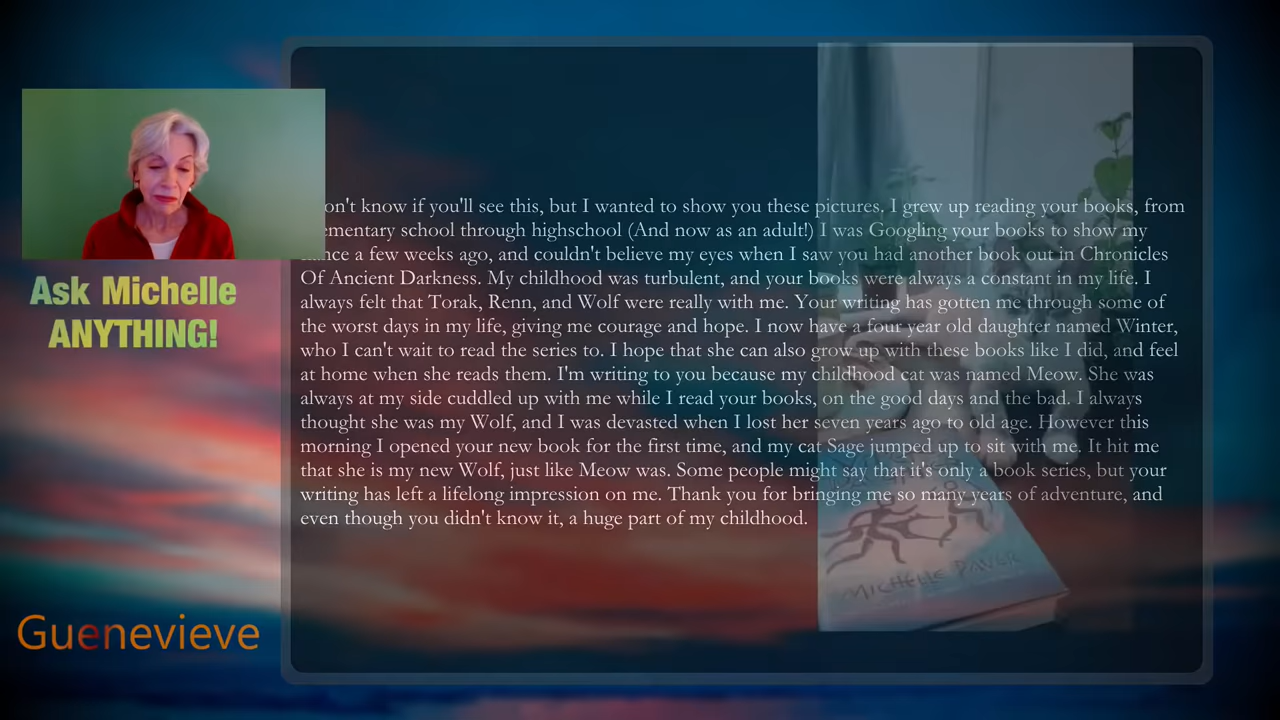 on't know if you'll see this, but I wanted to show you these pictures. I grew up reading your books, from
ementary school through highschool (And now as an adult!) I was Googling your books to show my
nce a few weeks ago, and couldn't believe my eyes when I saw you had another book out in Chronicles
Of Ancient Darkness. My childhood was turbulent, and your books were always a constant in my life. I
always felt that Torak, Renn, and Wolf were really with me. Your writing has gotten me through some of
the worst days in my life, giving me courage and hope. I now have a four year old daughter named Winter,
who I can't wait to read the series to. I hope that she can also grow up with these books like I did, and feel
at home when she reads them. I'm writing to you because my childhood cat was named Meow. She was
always at my side cuddled up with me while I read your books, on the good days and the bad. I always
thought she was my Wolf, and I was devasted when I lost her seven years ago to old age. However this
morning I opened your new book for the first time, and my cat Sage jumped up to sit with me. It hit me
that she is my new Wolf, just like Meow was. Some people might say that it's only a book series, but your
writing has left a lifelong impression on me. Thank you for bringing me so many years of adventure, and
even though you didn't know it, a huge part of my childhood.
Ask Michelle
ANYTHING!
MICHELLE PAVER
Guenevieve